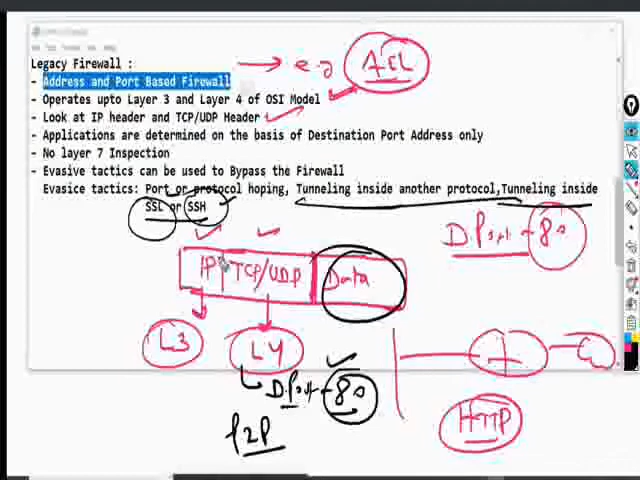 Legacy Firewall :
→ e.g ACL
- Address and Port Based Firewall
- Operates upto Layer 3 and Layer 4 of OSI Model
- Look at IP header and TCP/UDP Header
- Applications are determined on the basis of Destination Port Address only
- No layer 7 Inspection
- Evasive tactics can be used to Bypass the Firewall
Evasice tactics: Port or protocol hoping, Tunneling inside another protocol,Tunneling inside
SSL or SSH
D.Port - 80
IP TCP/UDP Data
L3 L4
D.Port - 80
HTTP
P2P